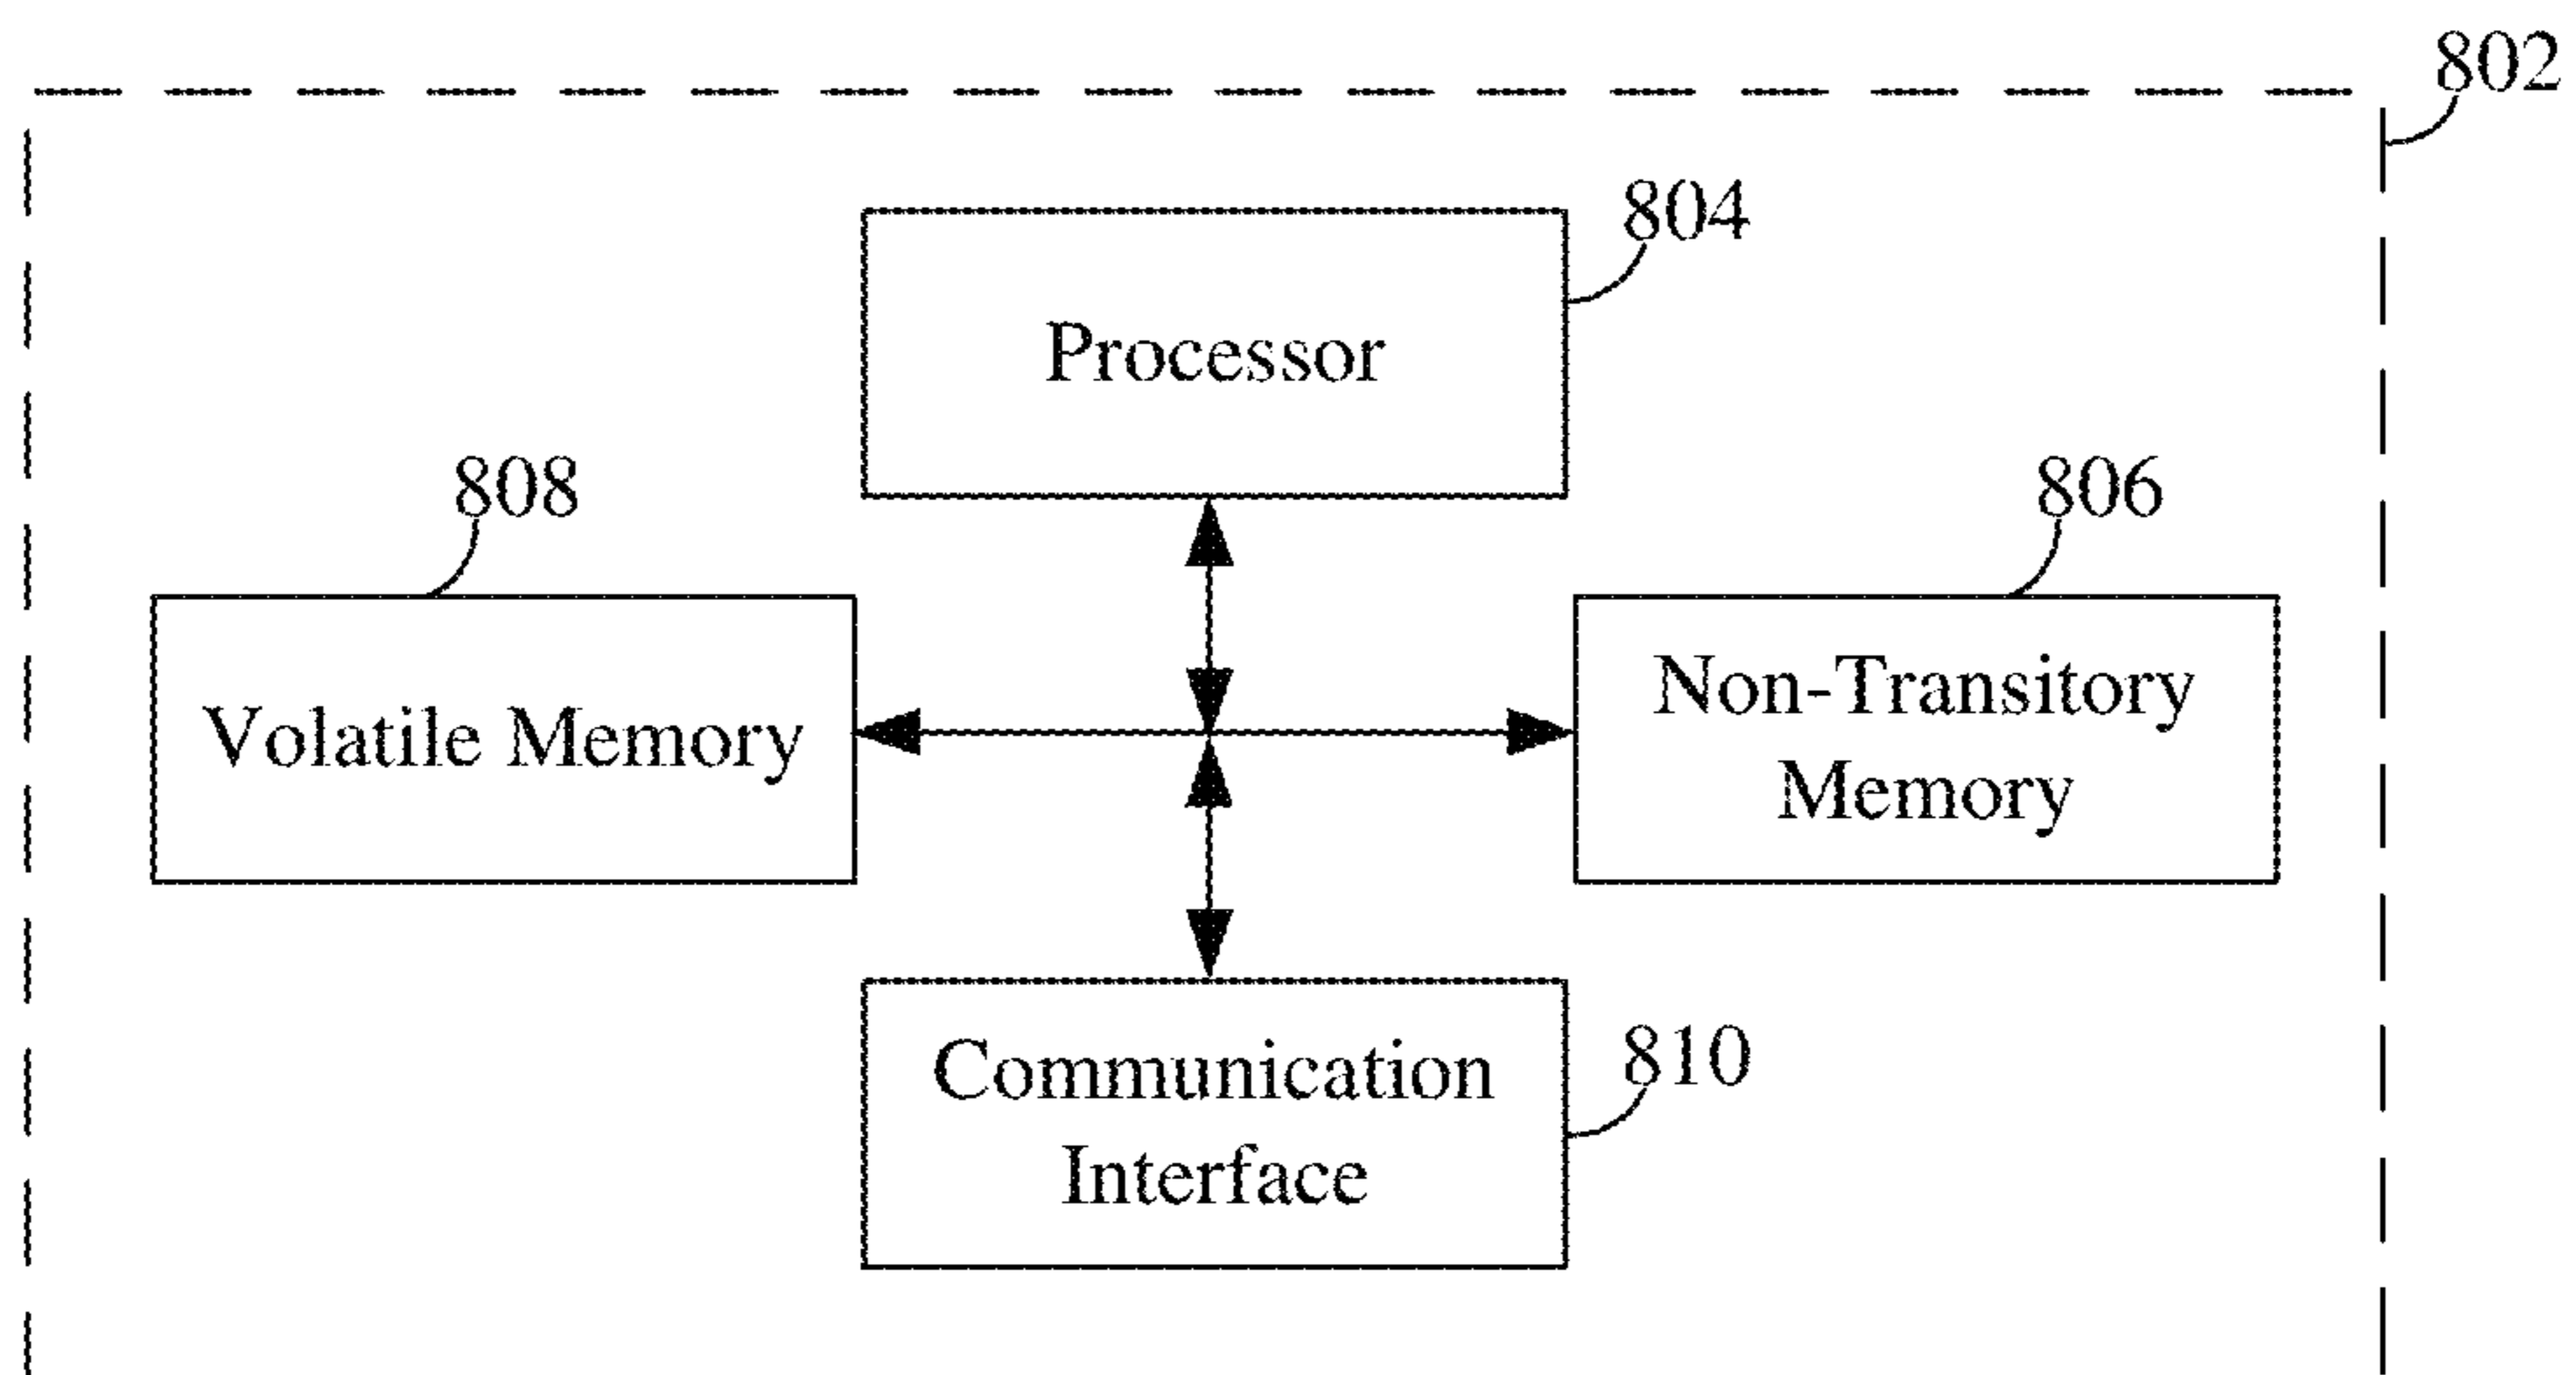 802
804
Processor
808
806
Volatile Memory
Non-Transitory
Memory
Communication
Interface
810